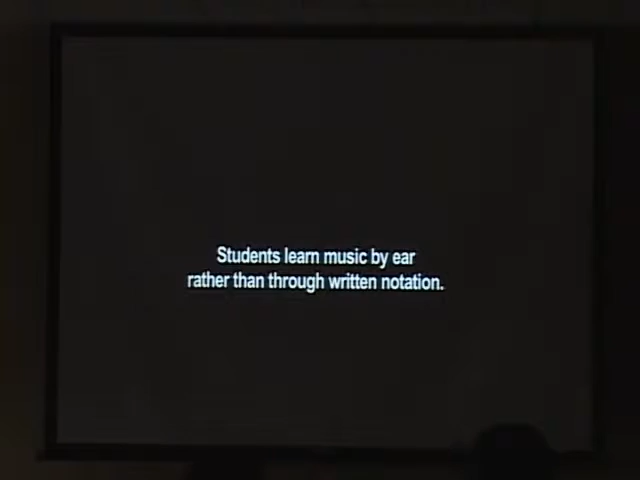 Students learn music by ear
rather than through written notation.